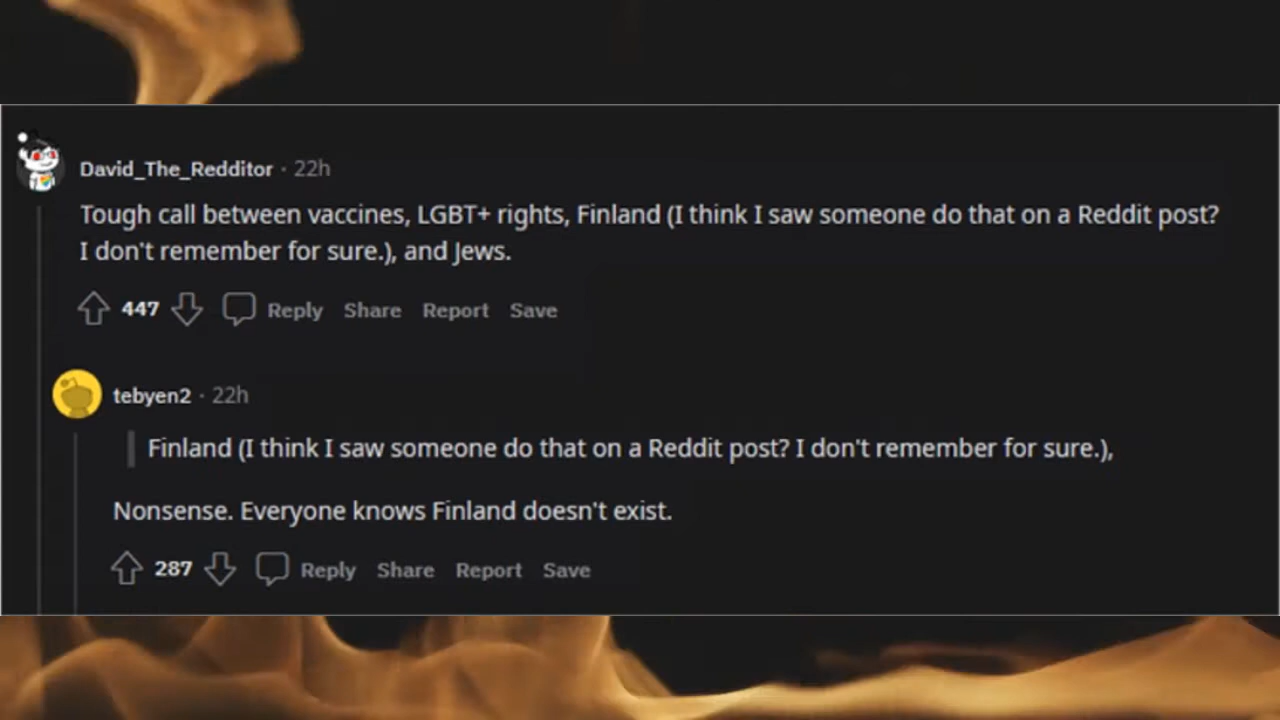 David_The_Redditor · 22h
Tough call between vaccines, LGBT+ rights, Finland (I think I saw someone do that on a Reddit post?
I don't remember for sure.), and Jews.
447 Reply Share Report Save
tebyen2 · 22h
Finland (I think I saw someone do that on a Reddit post? I don't remember for sure.),
Nonsense. Everyone knows Finland doesn't exist.
287 Reply Share Report Save